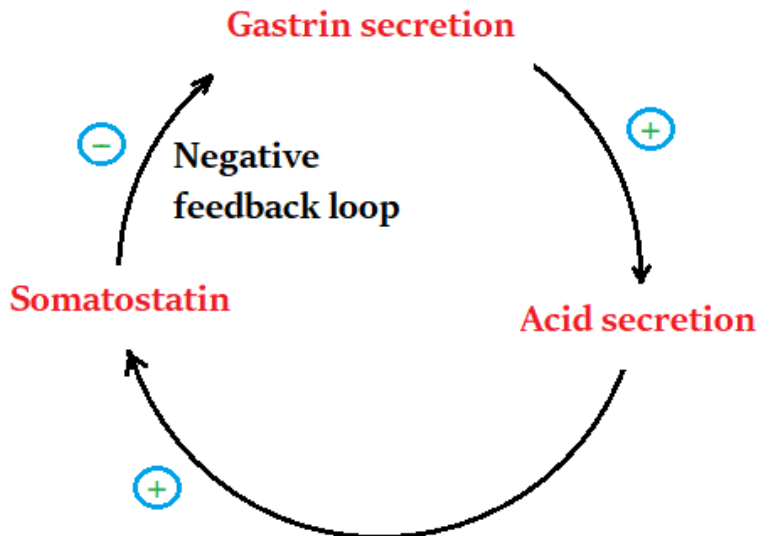 Gastrin secretion
−
+
Negative
feedback loop
Somatostatin
Acid secretion
+